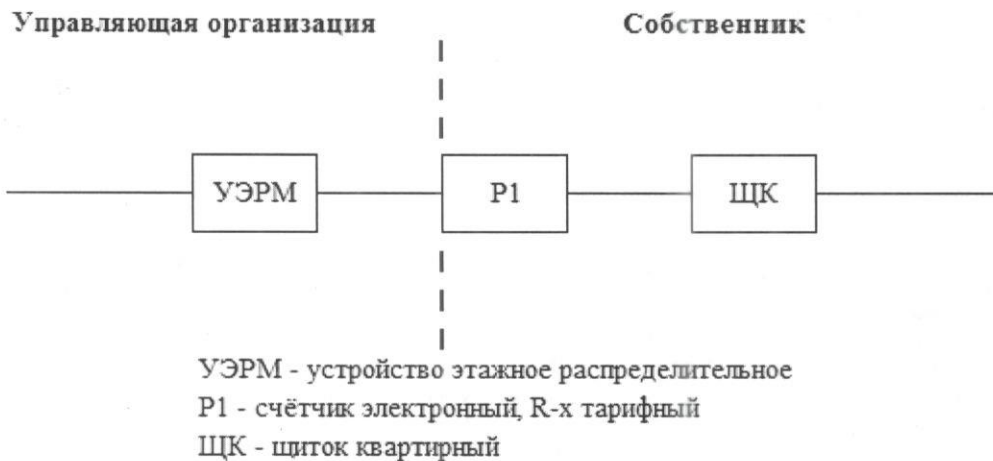 Управляющая организация
Собственник
УЭРМ
Р1
ЩК
УЭРМ - устройство этажное распределительное
Р1 - счётчик электронный, R-х тарифный
ЩК - щиток квартирный